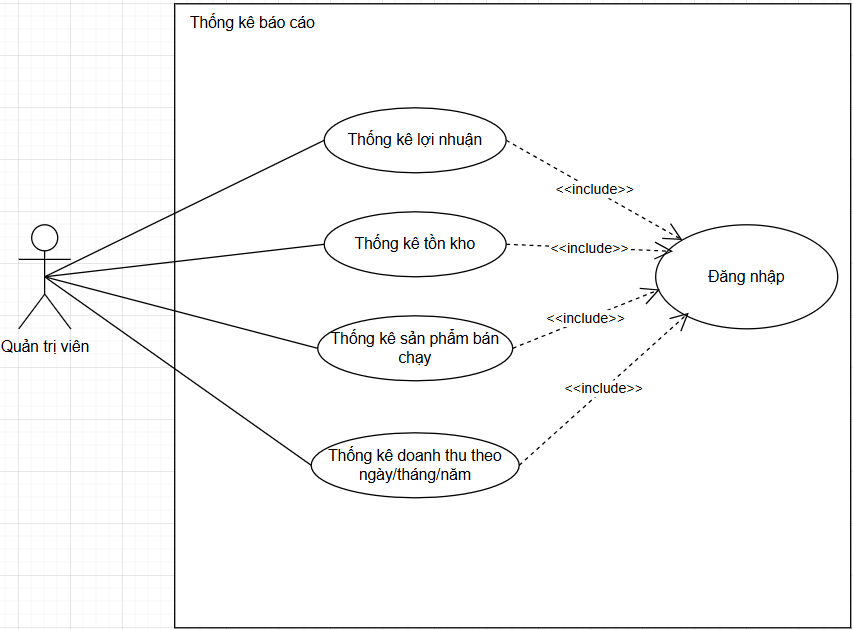 Thống kê báo cáo
Thống kê lợi nhuận
<<include>>
Thống kê tồn kho
<<include>>
Đăng nhập
<<include>>
Thống kê sản phẩm bán
chạy
Quản trị viên
<<include>>
Thống kê doanh thu theo
ngày/tháng/năm